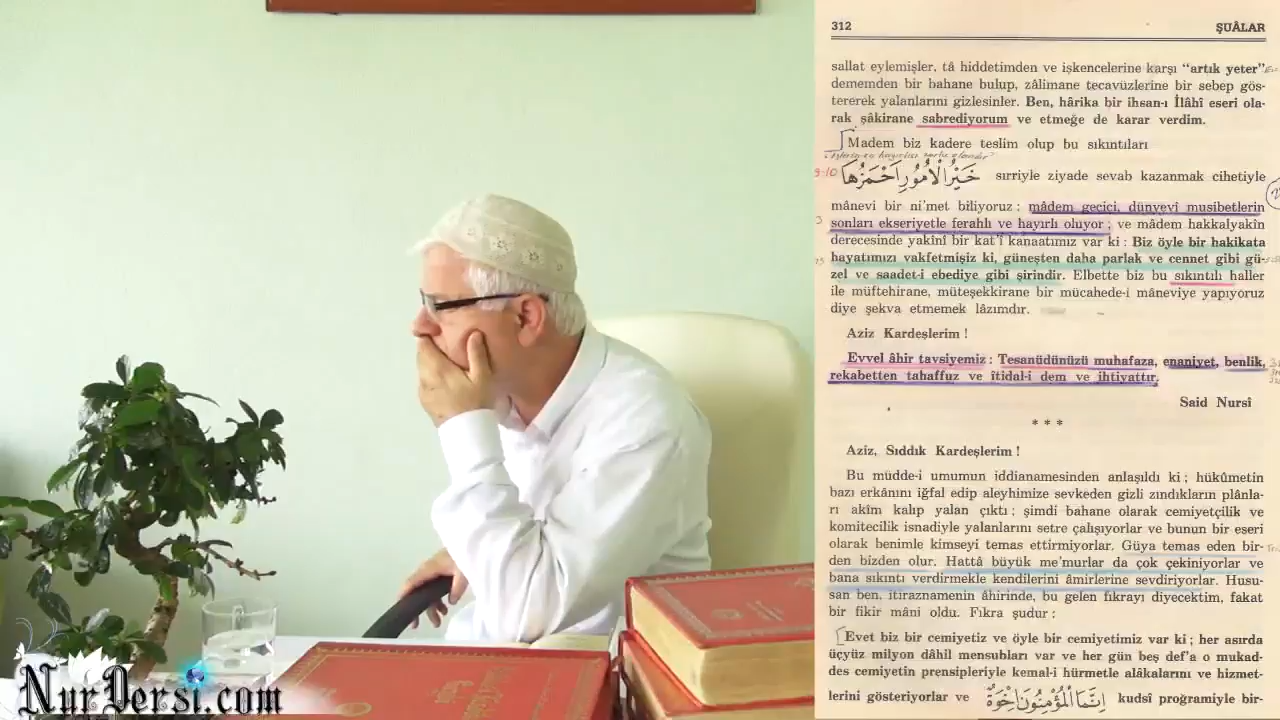 312 ŞUÂLAR
sallat eylemişler, tâ hiddetimden ve işkencelerine karşı “artık yeter”
dememden bir bahane bulup, zâlimane tecavüzlerine bir sebep gös-
tererek yalanlarını gizlesinler. Ben, hârika bir ihsan-ı İlâhî eseri ola-
rak şâkirane sabrediyorum ve etmeğe de karar verdim.
Madem biz kadere teslim olup bu sıkıntıları
9-10 خَيْرُ الْاُمُورِ اَحْمَزُهَا sırriyle ziyade sevab kazanmak cihetiyle
mânevi bir ni'met biliyoruz : mâdem geçici, dünyevî musibetlerin
sonları ekseriyetle ferahlı ve hayırlı oluyor ; ve mâdem hakkalyakîn
derecesinde yakînî bir kat'î kanaatımız var ki : Biz öyle bir hakikata
hayatımızı vakfetmişiz ki, güneşten daha parlak ve cennet gibi gü-
zel ve saadet-i ebediye gibi şirindir. Elbette biz bu sıkıntılı haller
ile müftehirane, müteşekkirane bir mücahede-i mâneviye yapıyoruz
diye şekva etmemek lâzımdır.
Aziz Kardeşlerim !
Evvel âhir tavsiyemiz : Tesanüdünüzü muhafaza, enaniyet, benlik,
rekabetten tahaffuz ve îtidal-i dem ve ihtiyattır.
Said Nursî
* * *
Aziz, Sıddık Kardeşlerim !
Bu müdde-i umumun iddianamesinden anlaşıldı ki ; hükûmetin
bazı erkânını iğfal edip aleyhimize sevkeden gizli zındıkların plânla-
rı akîm kalıp yalan çıktı ; şimdi bahane olarak cemiyetçilik ve
komitecilik isnadiyle yalanlarını setre çalışıyorlar ve bunun bir eseri
olarak benimle kimseyi temas ettirmiyorlar. Güya temas eden bir-
den bizden olur. Hattâ büyük me'murlar da çok çekiniyorlar ve
bana sıkıntı verdirmekle kendilerini âmirlerine sevdiriyorlar. Husu-
san ben, itiraznamenin âhirinde, bu gelen fıkrayı diyecektim, fakat
bir fikir mâni oldu. Fıkra şudur :
Evet biz bir cemiyetiz ve öyle bir cemiyetimiz var ki ; her asırda
üçyüz milyon dâhil mensubları var ve her gün beş def'a o mukad-
des cemiyetin prensipleriyle kemal-i hürmetle alâkalarını ve hizmet-
lerini gösteriyorlar ve اِنَّمَا الْمُؤْمِنُونَ اِخْوَةٌ kudsî proğramiyle bir-
NurDersi.com